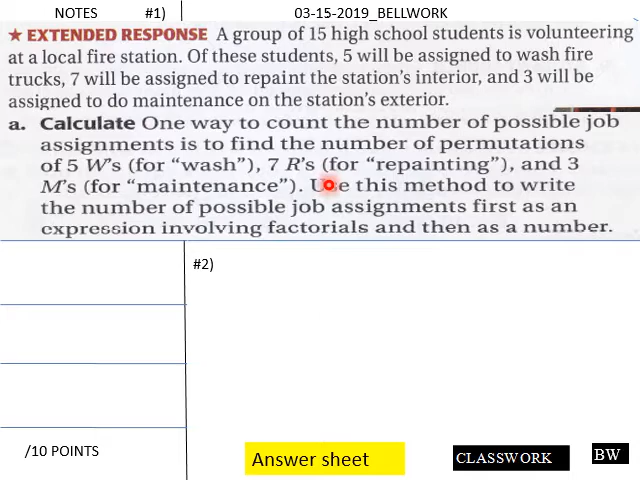 NOTES #1) 03-15-2019_BELLWORK
★ EXTENDED RESPONSE A group of 15 high school students is volunteering
at a local fire station. Of these students, 5 will be assigned to wash fire
trucks, 7 will be assigned to repaint the station's interior, and 3 will be
assigned to do maintenance on the station's exterior.
a. Calculate One way to count the number of possible job
assignments is to find the number of permutations
of 5 W's (for "wash"), 7 R's (for "repainting"), and 3
M's (for "maintenance"). Use this method to write
the number of possible job assignments first as an
expression involving factorials and then as a number.
#2)
/10 POINTS
Answer sheet
CLASSWORK
BW